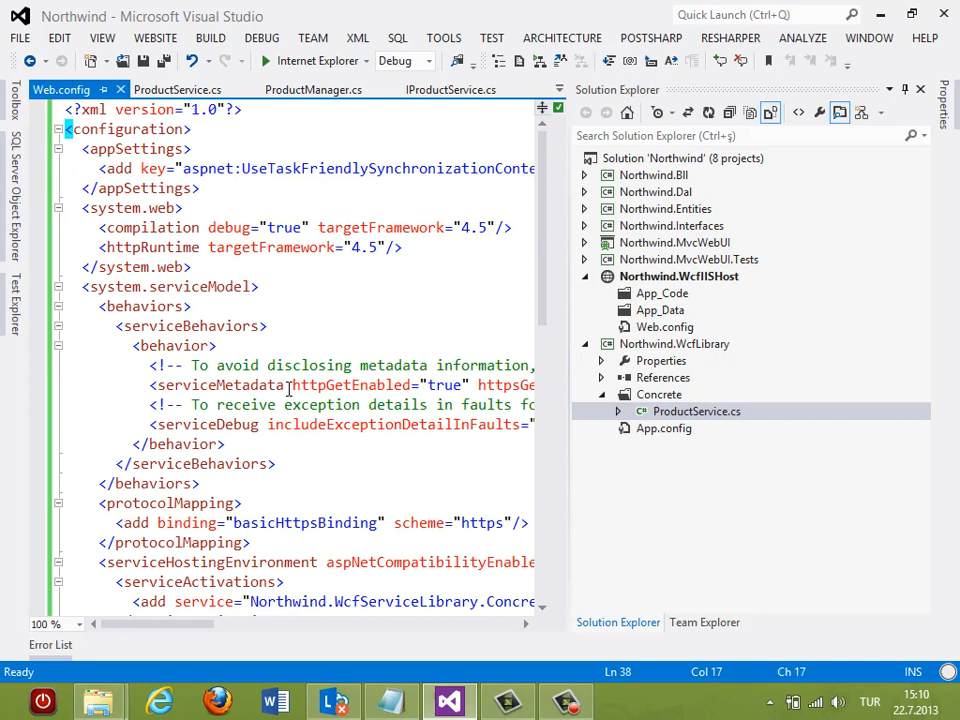 Northwind - Microsoft Visual Studio
Quick Launch (Ctrl+Q)
FILE EDIT VIEW WEBSITE BUILD DEBUG TEAM XML SQL TOOLS TEST ARCHITECTURE POSTSHARP RESHARPER ANALYZE WINDOW HELP
Internet Explorer Debug
Web.config ProductService.cs ProductManager.cs IProductService.cs
Toolbox
SQL Server Object Explorer
Test Explorer
<?xml version="1.0"?>
<configuration>
<appSettings>
<add key="aspnet:UseTaskFriendlySynchronizationConte
</appSettings>
<system.web>
<compilation debug="true" targetFramework="4.5"/>
<httpRuntime targetFramework="4.5"/>
</system.web>
<system.serviceModel>
<behaviors>
<serviceBehaviors>
<behavior>
<!-- To avoid disclosing metadata information,
<serviceMetadata httpGetEnabled="true" httpsGe
<!-- To receive exception details in faults fo
<serviceDebug includeExceptionDetailInFaults="
</behavior>
</serviceBehaviors>
</behaviors>
<protocolMapping>
<add binding="basicHttpsBinding" scheme="https"/>
</protocolMapping>
<serviceHostingEnvironment aspNetCompatibilityEnable
<serviceActivations>
<add service="Northwind.WcfServiceLibrary.Concre
100 %
Solution Explorer
Search Solution Explorer (Ctrl+ş)
Solution 'Northwind' (8 projects)
Northwind.Bll
Northwind.Dal
Northwind.Entities
Northwind.Interfaces
Northwind.MvcWebUI
Northwind.MvcWebUI.Tests
Northwind.WcfIISHost
App_Code
App_Data
Web.config
Northwind.WcfLibrary
Properties
References
Concrete
ProductService.cs
App.config
Solution Explorer Team Explorer
Properties
Error List
Ready Ln 38 Col 17 Ch 17 INS
TUR
15:10
22.7.2013